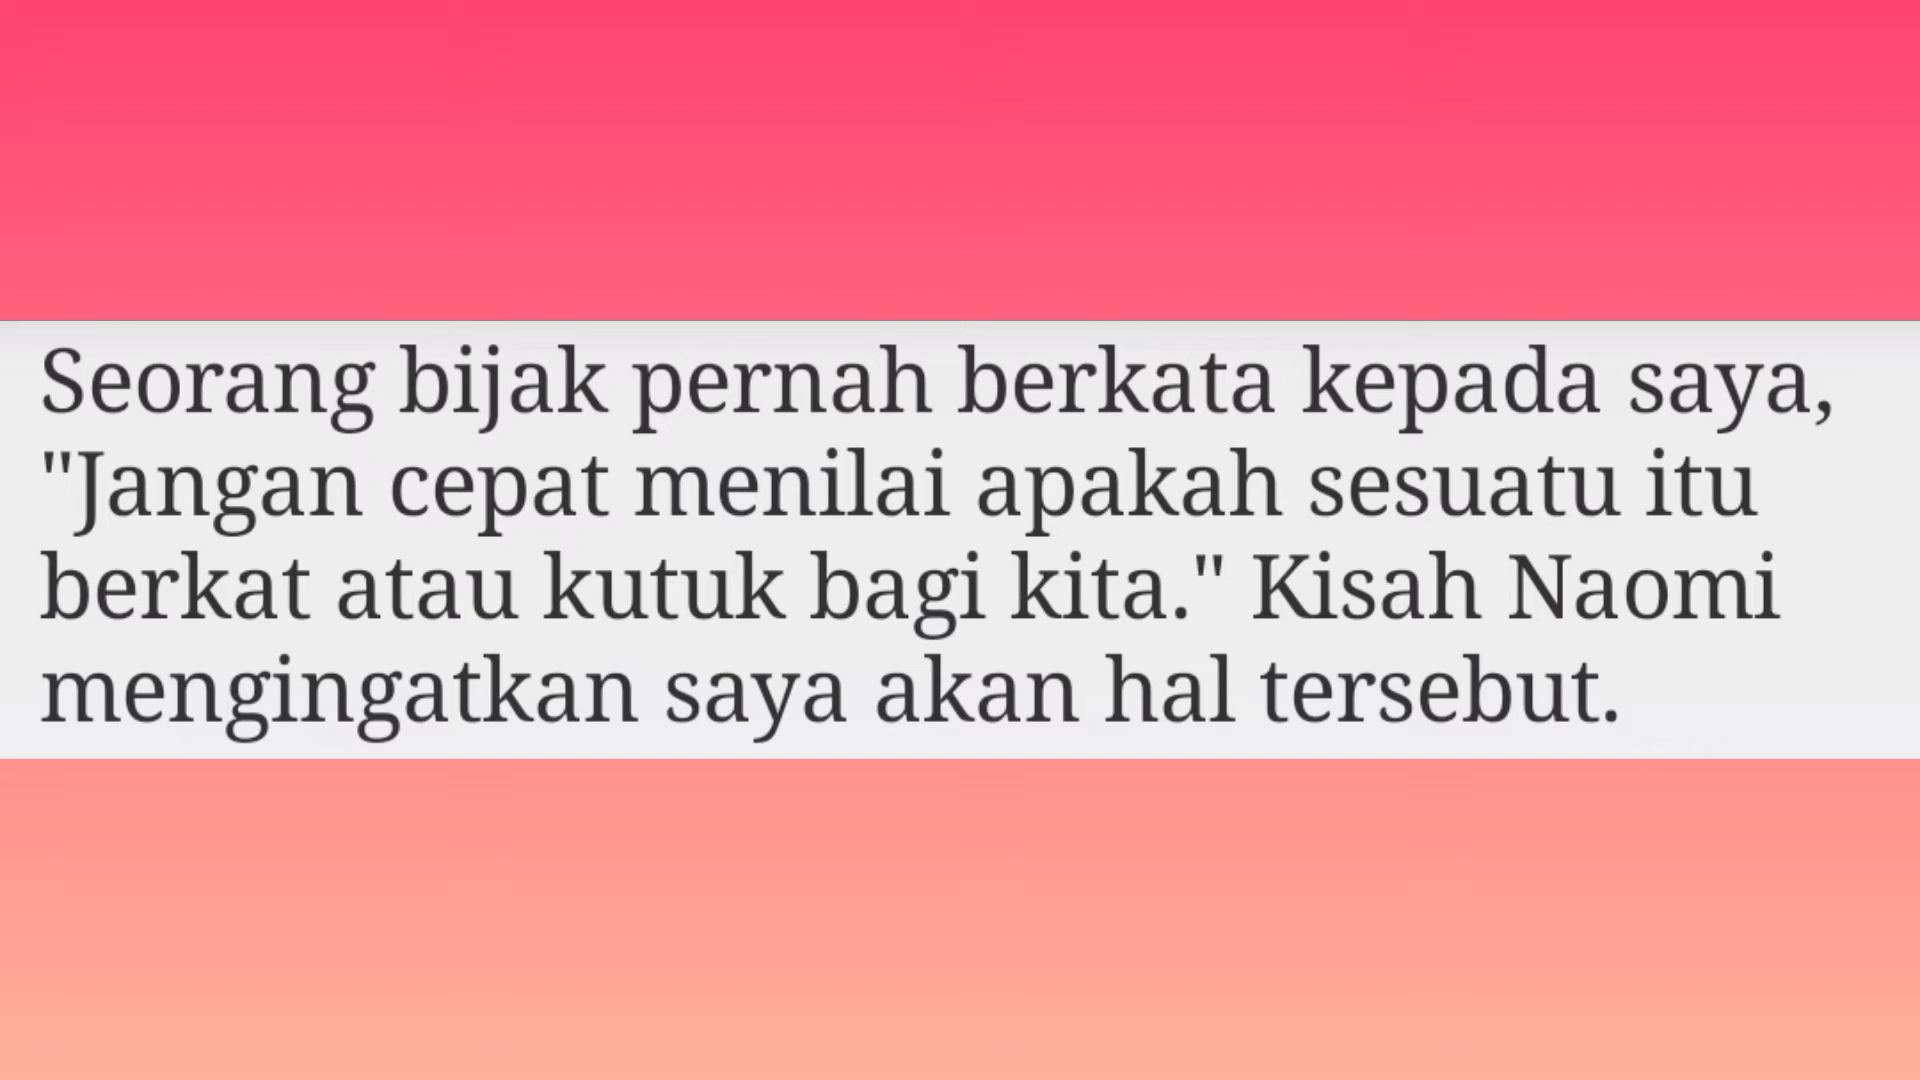 Seorang bijak pernah berkata kepada saya,
"Jangan cepat menilai apakah sesuatu itu
berkat atau kutuk bagi kita." Kisah Naomi
mengingatkan saya akan hal tersebut.